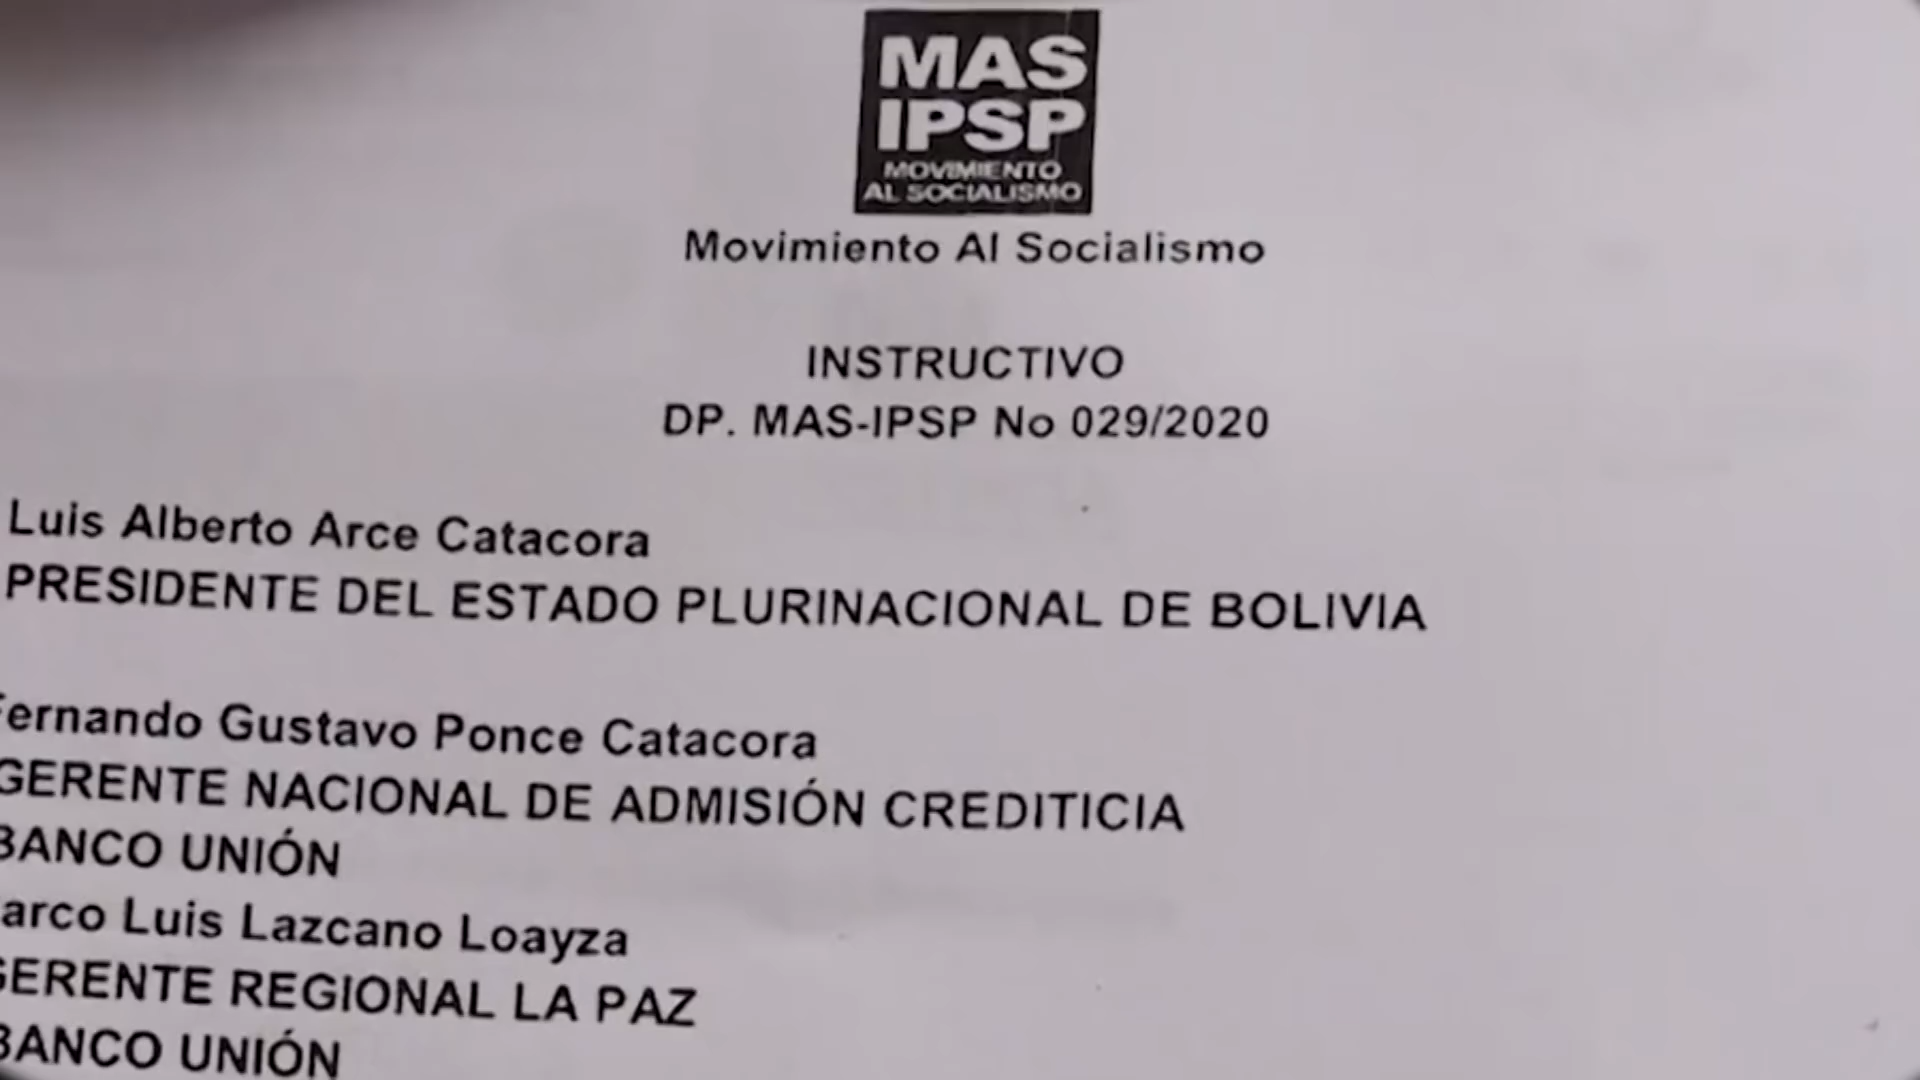 MAS
IPSP
MOVIMIENTO
AL SOCIALISMO
Movimiento Al Socialismo
INSTRUCTIVO
DP. MAS-IPSP No 029/2020
Luis Alberto Arce Catacora
PRESIDENTE DEL ESTADO PLURINACIONAL DE BOLIVIA
Fernando Gustavo Ponce Catacora
GERENTE NACIONAL DE ADMISIÓN CREDITICIA
BANCO UNIÓN
arco Luis Lazcano Loayza
GERENTE REGIONAL LA PAZ
BANCO UNIÓN